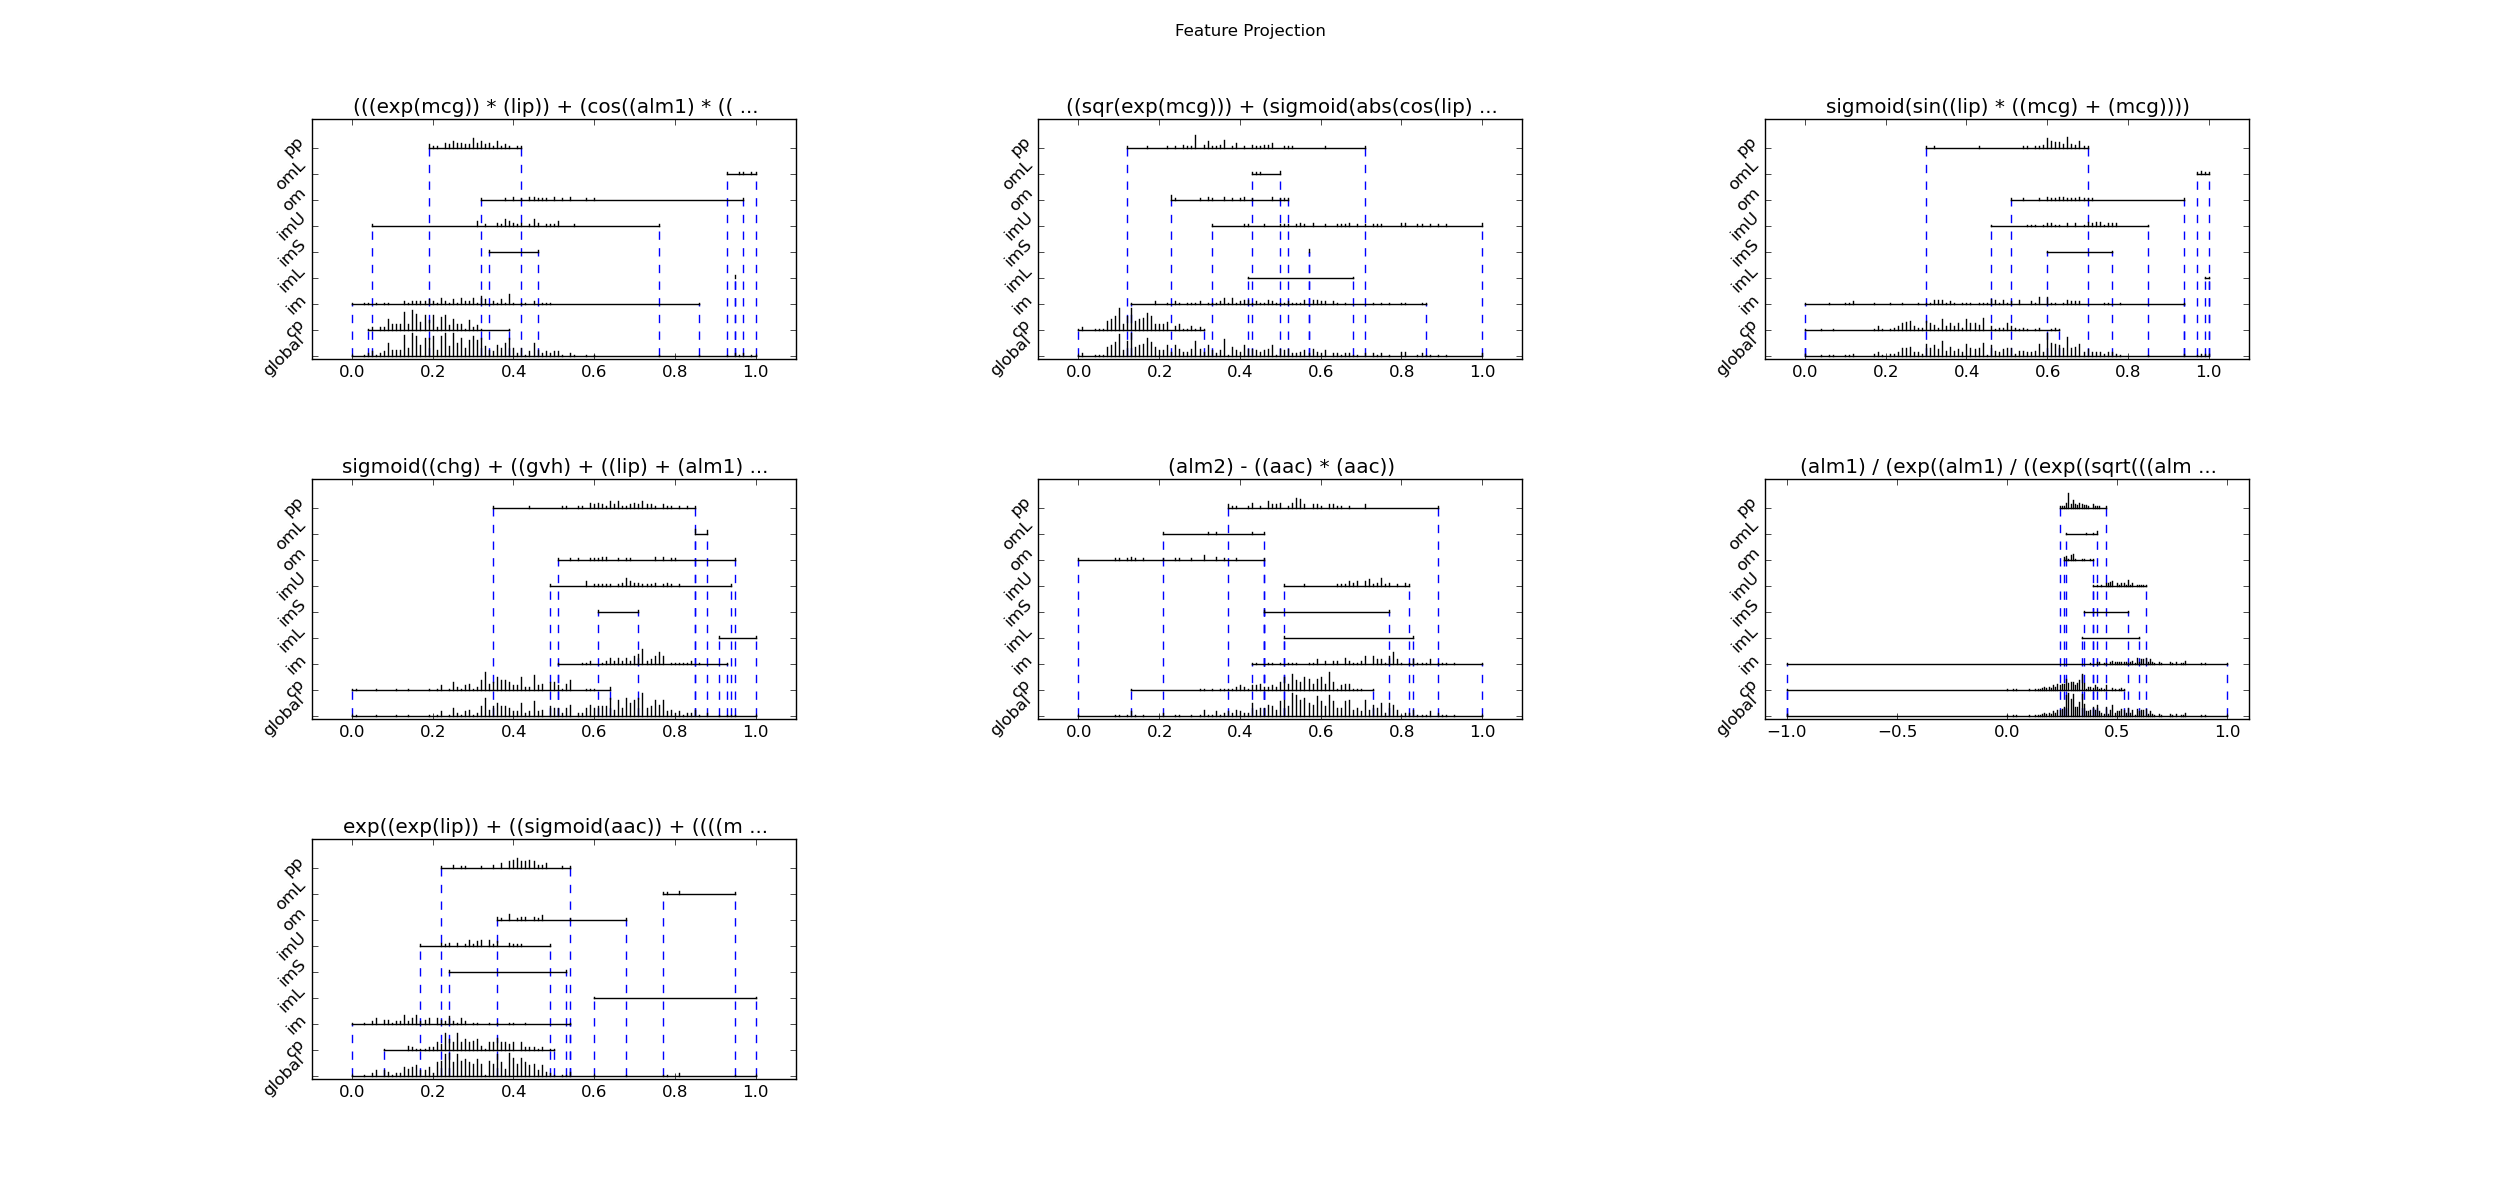 Feature Projection
(((exp(mcg)) * (lip)) + (cos((alm1) * (( ...
pp
omL
om
imU
imS
imL
im
cp
global
0.0 0.2 0.4 0.6 0.8 1.0
((sqr(exp(mcg))) + (sigmoid(abs(cos(lip) ...
pp
omL
om
imU
imS
imL
im
cp
global
0.0 0.2 0.4 0.6 0.8 1.0
sigmoid(sin((lip) * ((mcg) + (mcg))))
pp
omL
om
imU
imS
imL
im
cp
global
0.0 0.2 0.4 0.6 0.8 1.0
sigmoid((chg) + ((gvh) + ((lip) + (alm1) ...
pp
omL
om
imU
imS
imL
im
cp
global
0.0 0.2 0.4 0.6 0.8 1.0
(alm2) - ((aac) * (aac))
pp
omL
om
imU
imS
imL
im
cp
global
0.0 0.2 0.4 0.6 0.8 1.0
(alm1) / (exp((alm1) / ((exp((sqrt(((alm ...
pp
omL
om
imU
imS
imL
im
cp
global
−1.0 −0.5 0.0 0.5 1.0
exp((exp(lip)) + ((sigmoid(aac)) + ((((m ...
pp
omL
om
imU
imS
imL
im
cp
global
0.0 0.2 0.4 0.6 0.8 1.0